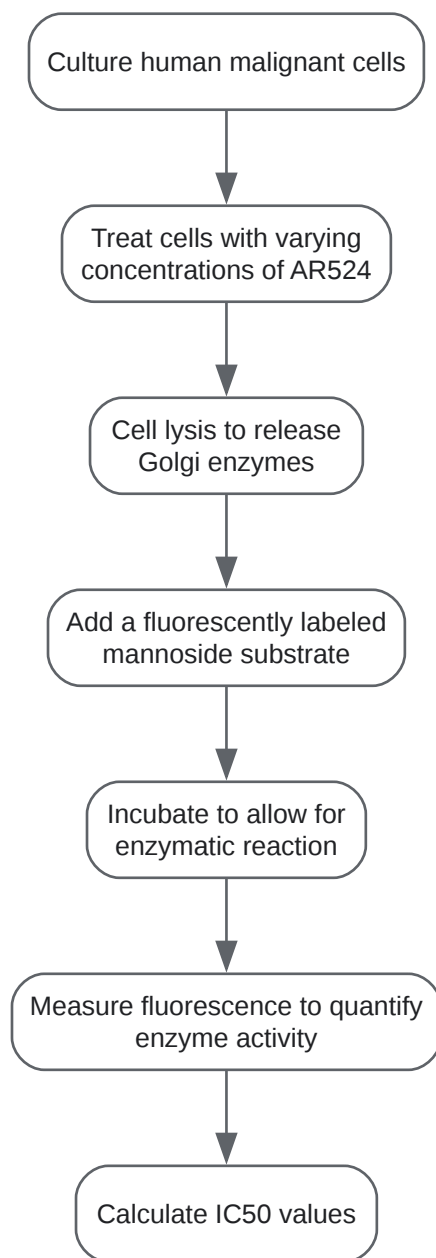 Culture human malignant cells
Treat cells with varying
concentrations of AR524
Cell lysis to release
Golgi enzymes
Add a fluorescently labeled
mannoside substrate
Incubate to allow for
enzymatic reaction
Measure fluorescence to quantify
enzyme activity
Calculate IC50 values